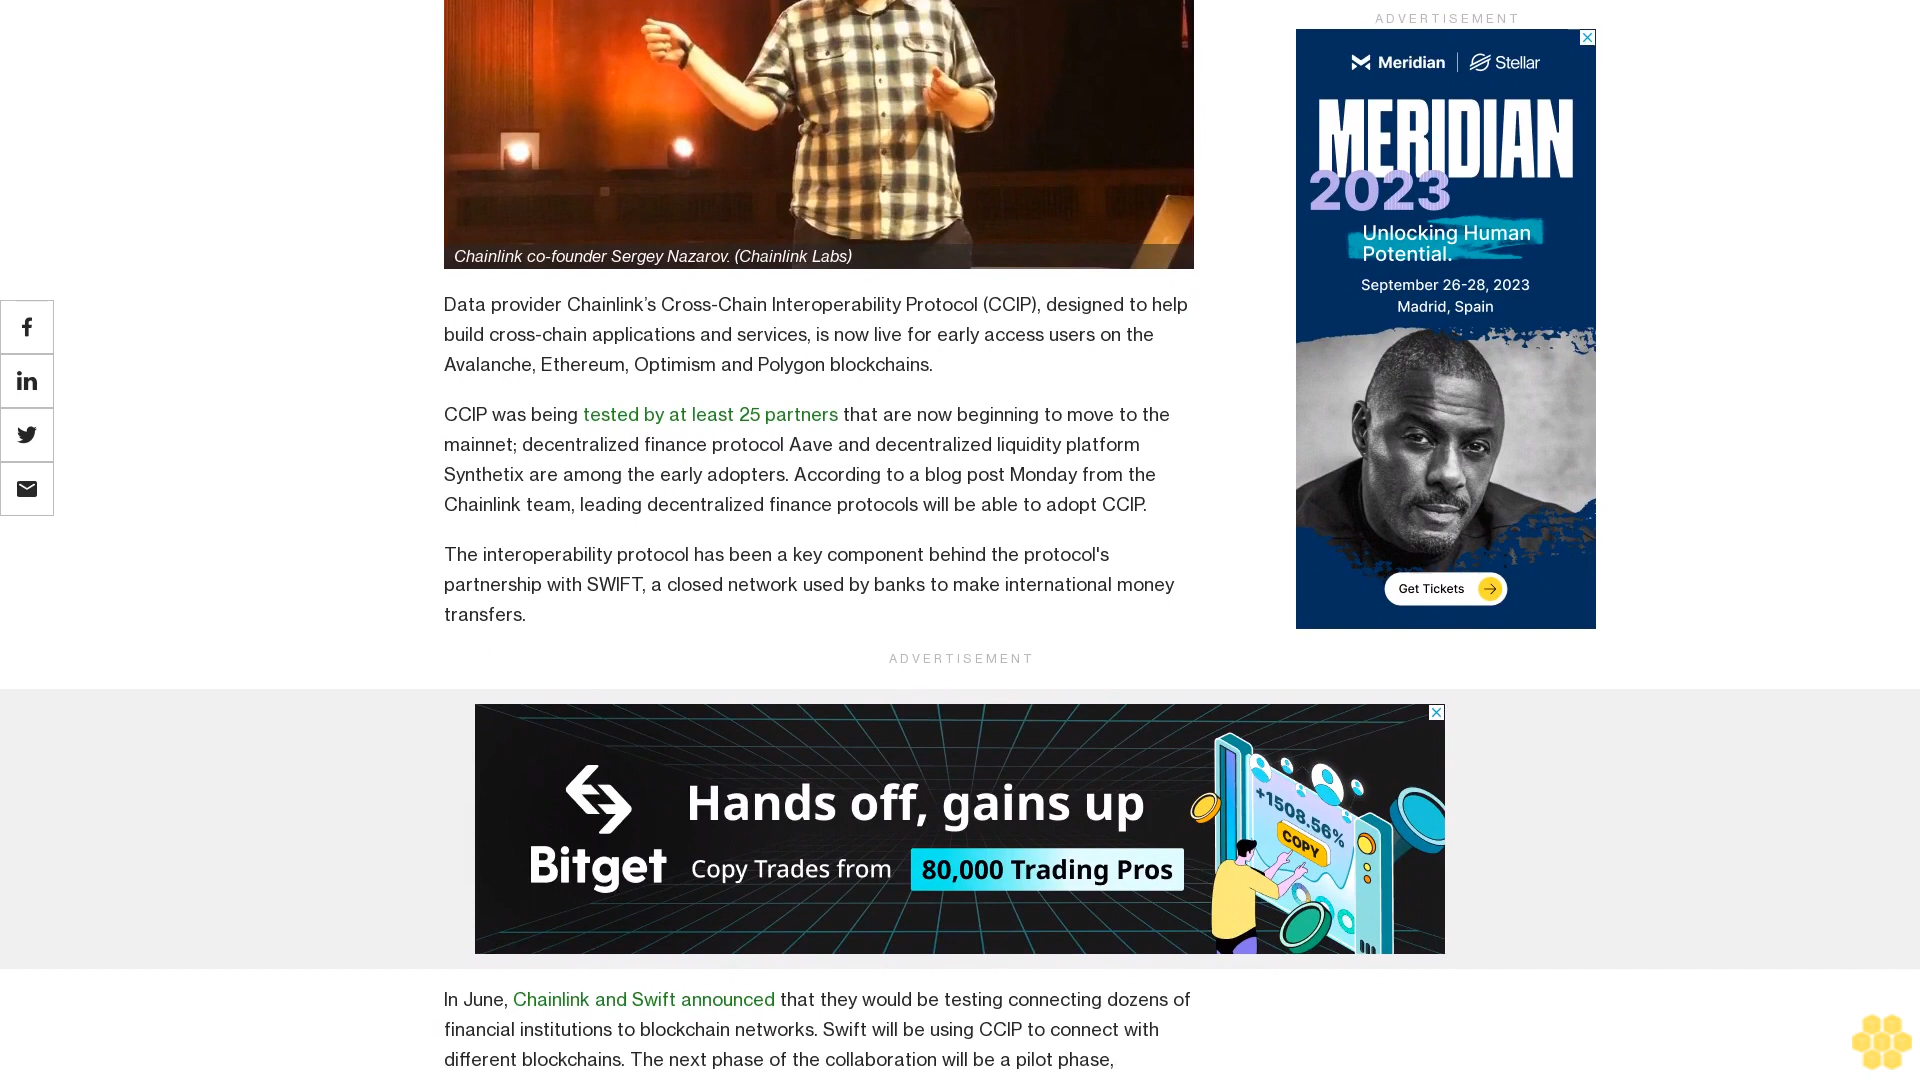 ADVERTISEMENT
Meridian
Stellar
MERIDIAN
2023
Unlocking Human
Potential.
September 26-28, 2023
Madrid, Spain
Get Tickets
Chainlink co-founder Sergey Nazarov. (Chainlink Labs)
Data provider Chainlink’s Cross-Chain Interoperability Protocol (CCIP), designed to help
build cross-chain applications and services, is now live for early access users on the
Avalanche, Ethereum, Optimism and Polygon blockchains.
CCIP was being tested by at least 25 partners that are now beginning to move to the
mainnet; decentralized finance protocol Aave and decentralized liquidity platform
Synthetix are among the early adopters. According to a blog post Monday from the
Chainlink team, leading decentralized finance protocols will be able to adopt CCIP.
The interoperability protocol has been a key component behind the protocol's
partnership with SWIFT, a closed network used by banks to make international money
transfers.
ADVERTISEMENT
Bitget
Hands off, gains up
Copy Trades from 80,000 Trading Pros
+1508.56%
COPY
In June, Chainlink and Swift announced that they would be testing connecting dozens of
financial institutions to blockchain networks. Swift will be using CCIP to connect with
different blockchains. The next phase of the collaboration will be a pilot phase,